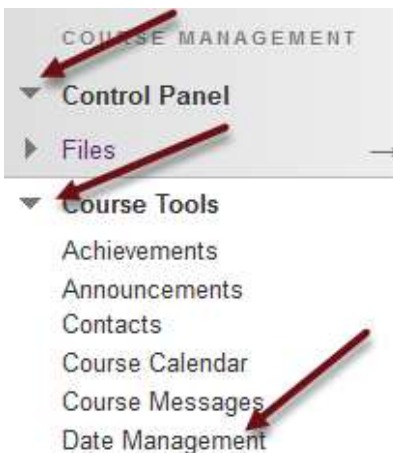 COURSE MANAGEMENT
Control Panel
Files
Course Tools
Achievements
Announcements
Contacts
Course Calendar
Course Messages
Date Management